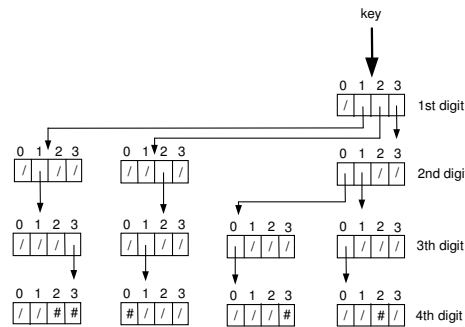 key
0 1 2 3
/ 1st digit
0 1 2 3 0 1 2 3 0 1 2 3
/ / / / / / / / 2nd digi
0 1 2 3 0 1 2 3 0 1 2 3 0 1 2 3
/ / / / / / / / / / / / 3th digit
0 1 2 3 0 1 2 3 0 1 2 3 0 1 2 3
/ / # # # / / / / / / # / / # / 4th digit